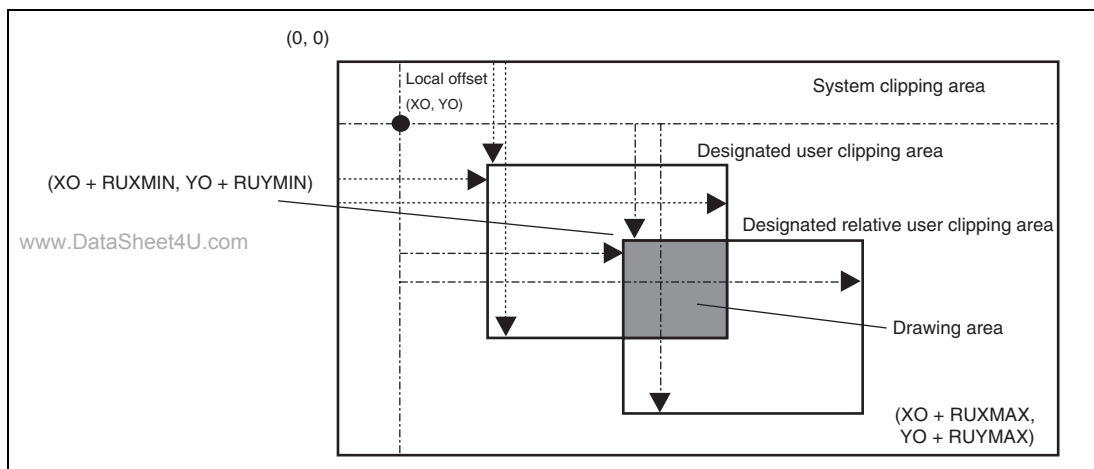 (0, 0)
Local offset
(XO, YO)
System clipping area
Designated user clipping area
(XO + RUXMIN, YO + RUYMIN)
Designated relative user clipping area
www.DataSheet4U.com
Drawing area
(XO + RUXMAX,
YO + RUYMAX)